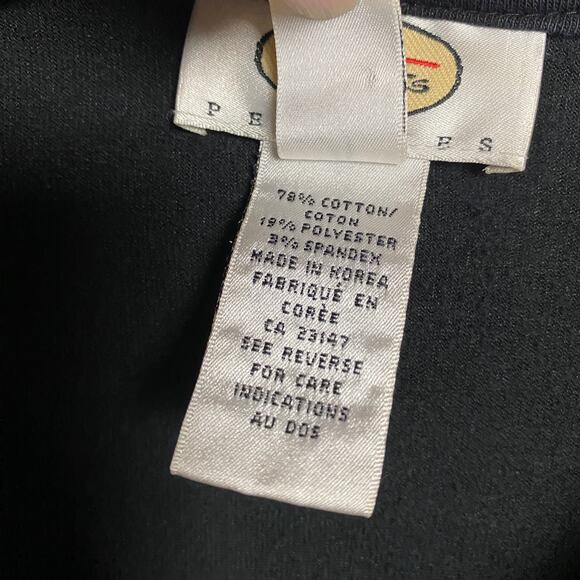 P E E S
78% COTTON/
COTON
19% POLYESTER
3% SPANDEX
MADE IN KOREA
FABRIQUÉ EN
CORÈE
CA 23147
SEE REVERSE
FOR CARE
INDICATIONS
AU DOS